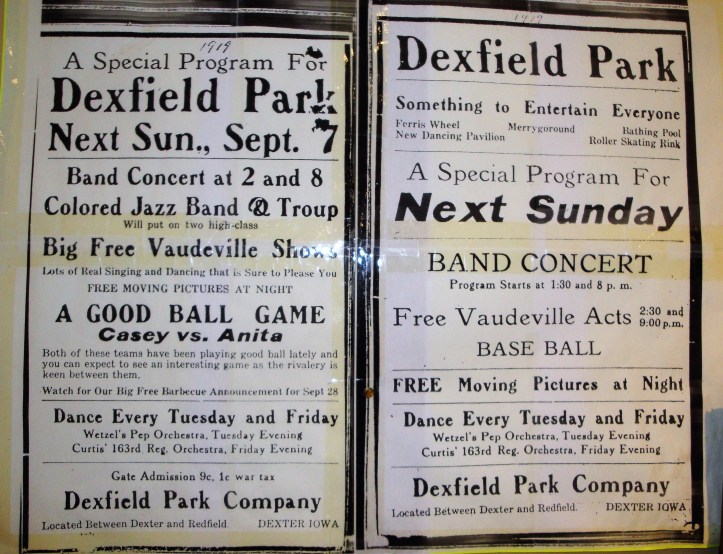 1919
A Special Program For
Dexfield Park
Next Sun., Sept. 7
Band Concert at 2 and 8
Colored Jazz Band & Troup
Will put on two high-class
Big Free Vaudeville Shows
Lots of Real Singing and Dancing that is Sure to Please You
FREE MOVING PICTURES AT NIGHT
A GOOD BALL GAME
Casey vs. Anita
Both of these teams have been playing good ball lately and
you can expect to see an interesting game as the rivalry is
keen between them.
Watch for Our Big Free Barbecue Announcement for Sept 28
Dance Every Tuesday and Friday
Wetzel's Pep Orchestra, Tuesday Evening
Curtis' 163rd Reg. Orchestra, Friday Evening
Gate Admission 9c, 1c war tax
Dexfield Park Company
Located Between Dexter and Redfield. DEXTER IOWA
1919
Dexfield Park
Something to Entertain Everyone
Ferris Wheel Merrygoround Bathing Pool
New Dancing Pavilion Roller Skating Rink
A Special Program For
Next Sunday
BAND CONCERT
Program Starts at 1:30 and 8 p. m.
Free Vaudeville Acts 2:30 and 9:00 p.m.
BASE BALL
FREE Moving Pictures at Night
Dance Every Tuesday and Friday
Wetzel's Pep Orchestra, Tuesday Evening
Curtis' 163rd Reg. Orchestra, Friday Evening
Dexfield Park Company
Located Between Dexter and Redfield. DEXTER IOWA